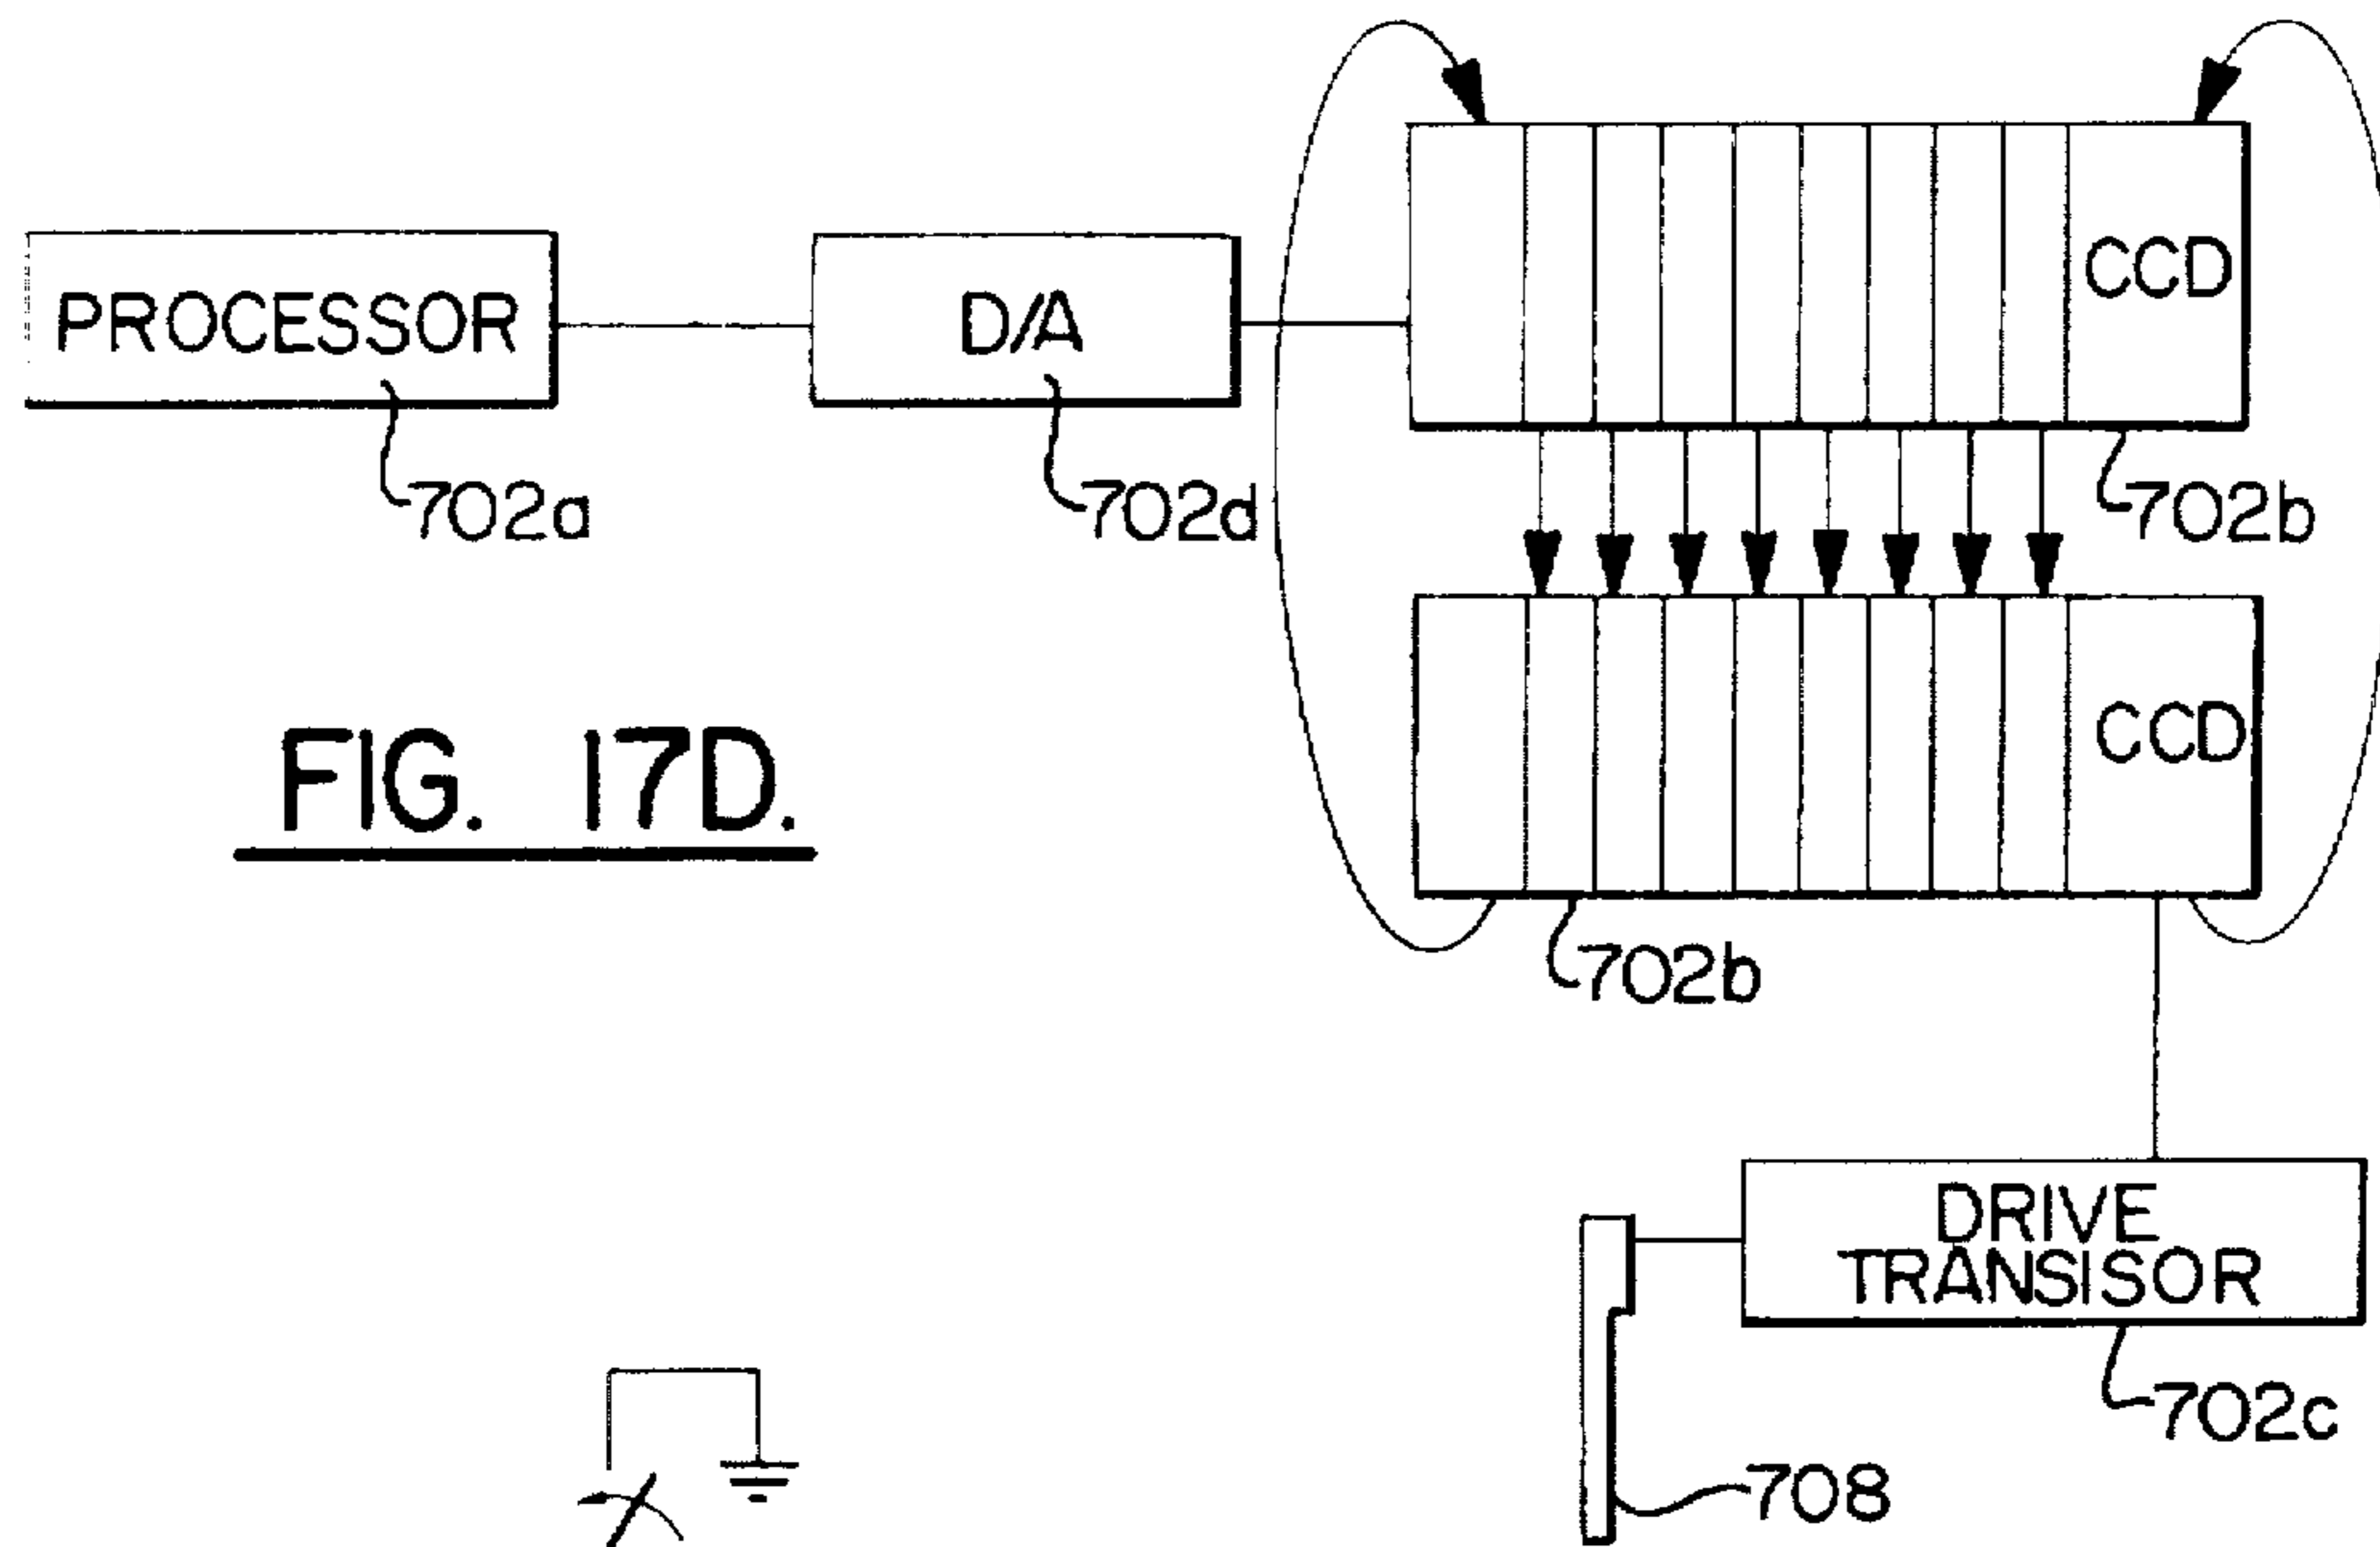 CCD
PROCESSOR
D/A
702a
702d
702b
CCD
FIG. 17D.
702b
DRIVE
TRANSISOR
702c
708